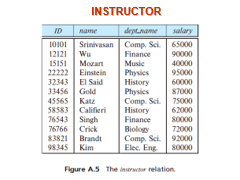 INSTRUCTOR
ID name dept_name salary
10101 Srinivasan Comp. Sci. 65000
12121 Wu Finance 90000
15151 Mozart Music 40000
22222 Einstein Physics 95000
32343 El Said History 60000
33456 Gold Physics 87000
45565 Katz Comp. Sci. 75000
58583 Califieri History 62000
76543 Singh Finance 80000
76766 Crick Biology 72000
83821 Brandt Comp. Sci. 92000
98345 Kim Elec. Eng. 80000
Figure A.5 The instructor relation.